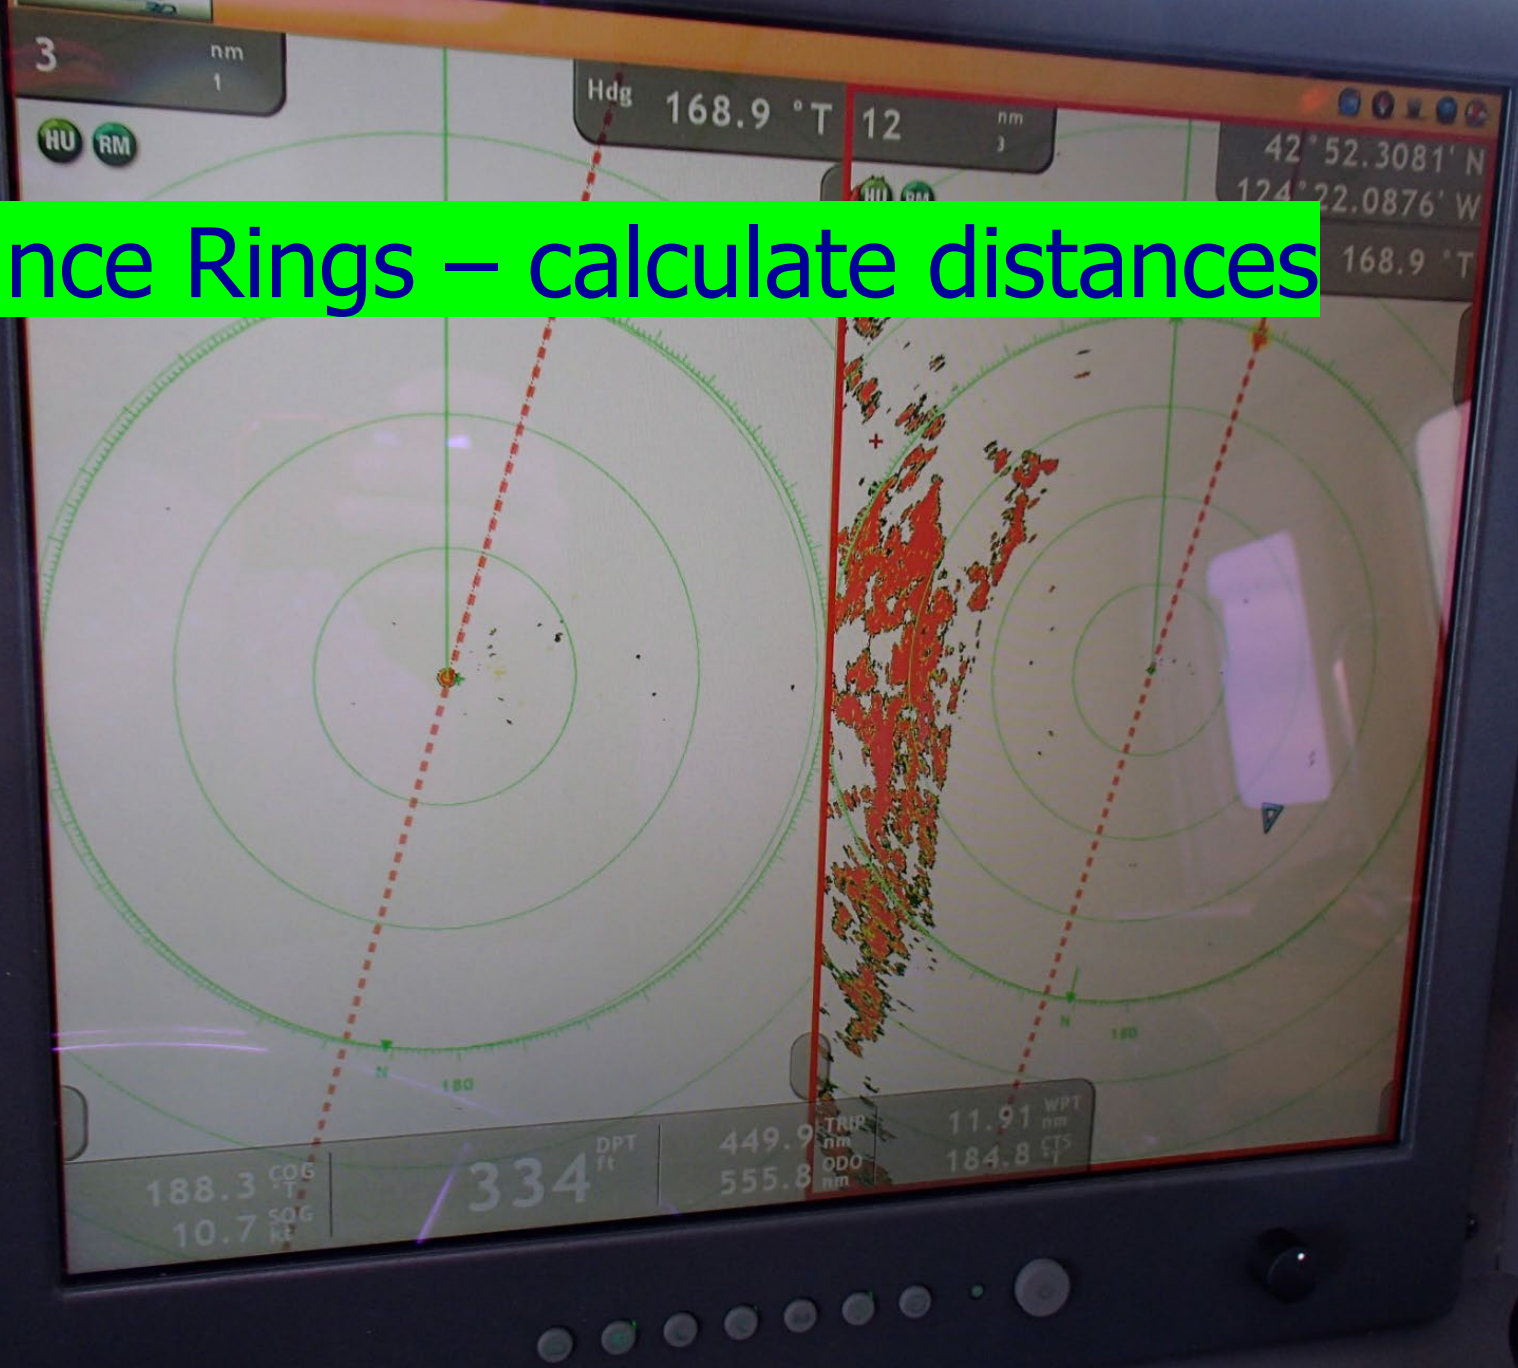 3 nm
1
HU RM
Hdg 168.9 °T
12 nm
3
HU RM
42°52.3081' N
124°22.0876' W
168.9 °T
nce Rings – calculate distances
N 180
N 180
188.3 COG °T
10.7 SOG kt
334 DPT ft
449.9 TRIP nm
555.8 ODO nm
11.91 WPT nm
184.8 CTS °T